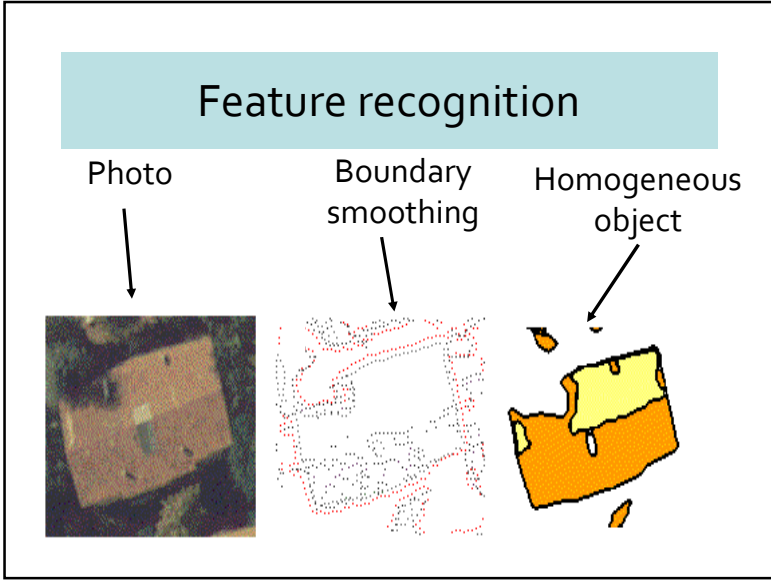 Feature recognition
Photo
Boundary
smoothing
Homogeneous
object